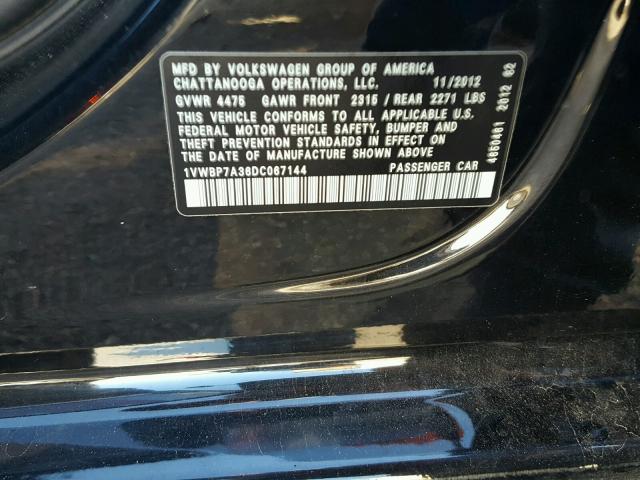 MFD BY VOLKSWAGEN GROUP OF AMERICA
CHATTANOOGA OPERATIONS, LLC. 11/2012
GVWR 4475 GAWR FRONT 2315 / REAR 2271 LBS
THIS VEHICLE CONFORMS TO ALL APPLICABLE U.S.
FEDERAL MOTOR VEHICLE SAFETY, BUMPER AND
THEFT PREVENTION STANDARDS IN EFFECT ON
THE DATE OF MANUFACTURE SHOWN ABOVE.
1VWBP7A36DC067144 PASSENGER CAR
4850461 2012 82